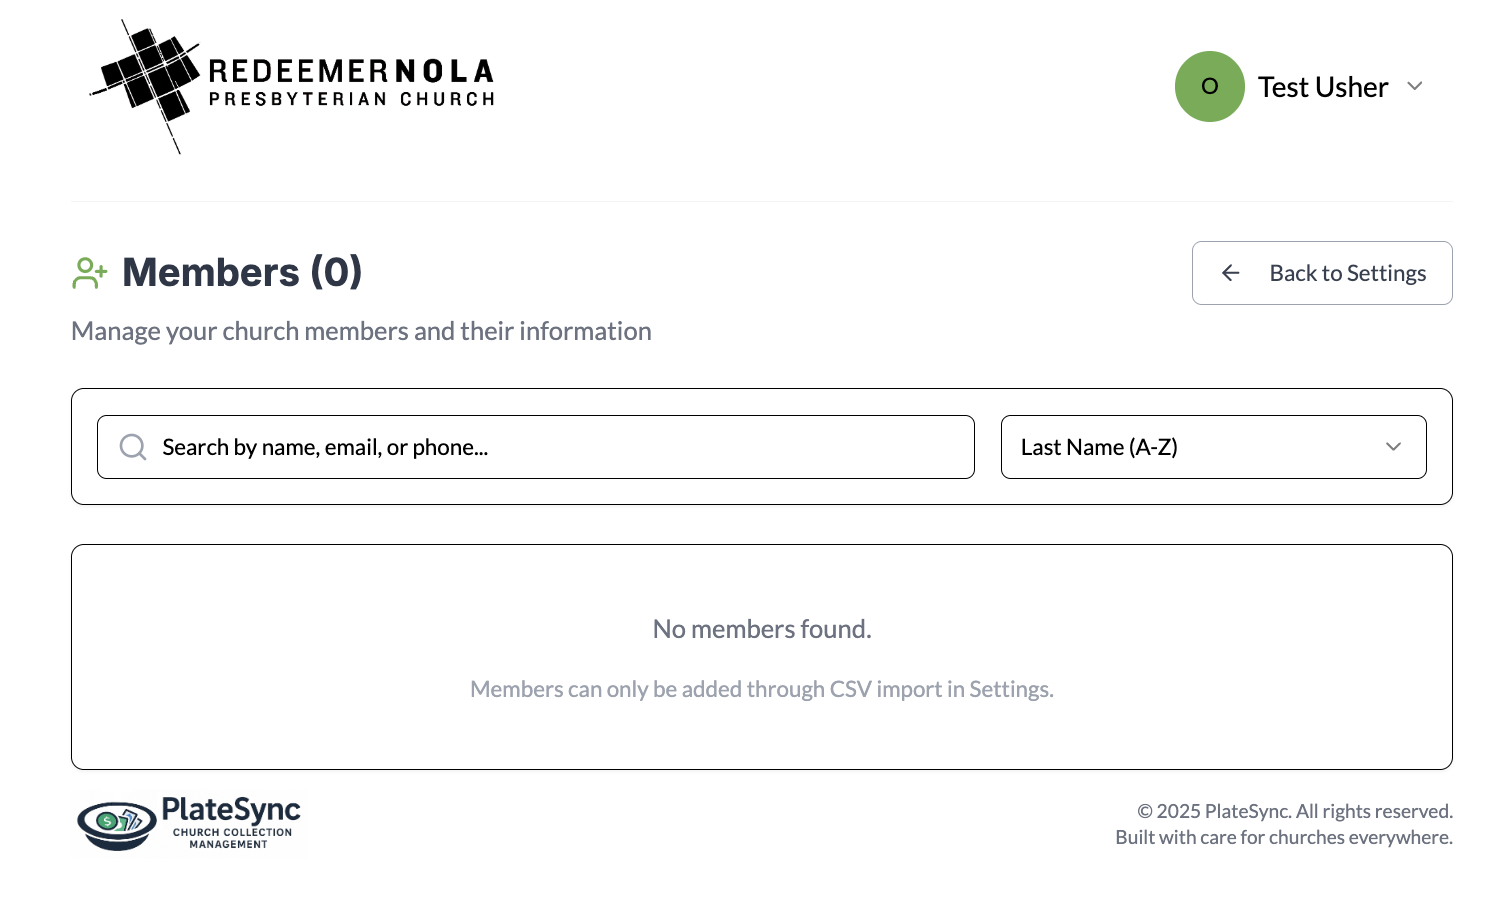 REDEEMERNOLA
PRESBYTERIAN CHURCH
O
Test Usher
Members (0)
Back to Settings
Manage your church members and their information
Search by name, email, or phone...
Last Name (A-Z)
No members found.
Members can only be added through CSV import in Settings.
$
PlateSync
CHURCH COLLECTION
MANAGEMENT
© 2025 PlateSync. All rights reserved.
Built with care for churches everywhere.